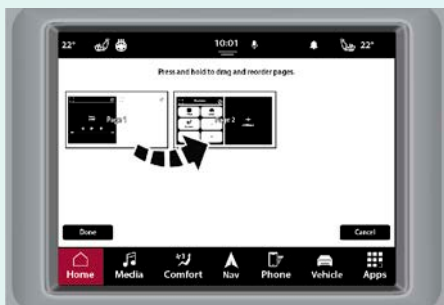 22° 10:01 22°
Press and hold to drag and reorder pages.
Page 1
Page 2
Done Cancel
Home Media Comfort Nav Phone Vehicle Apps